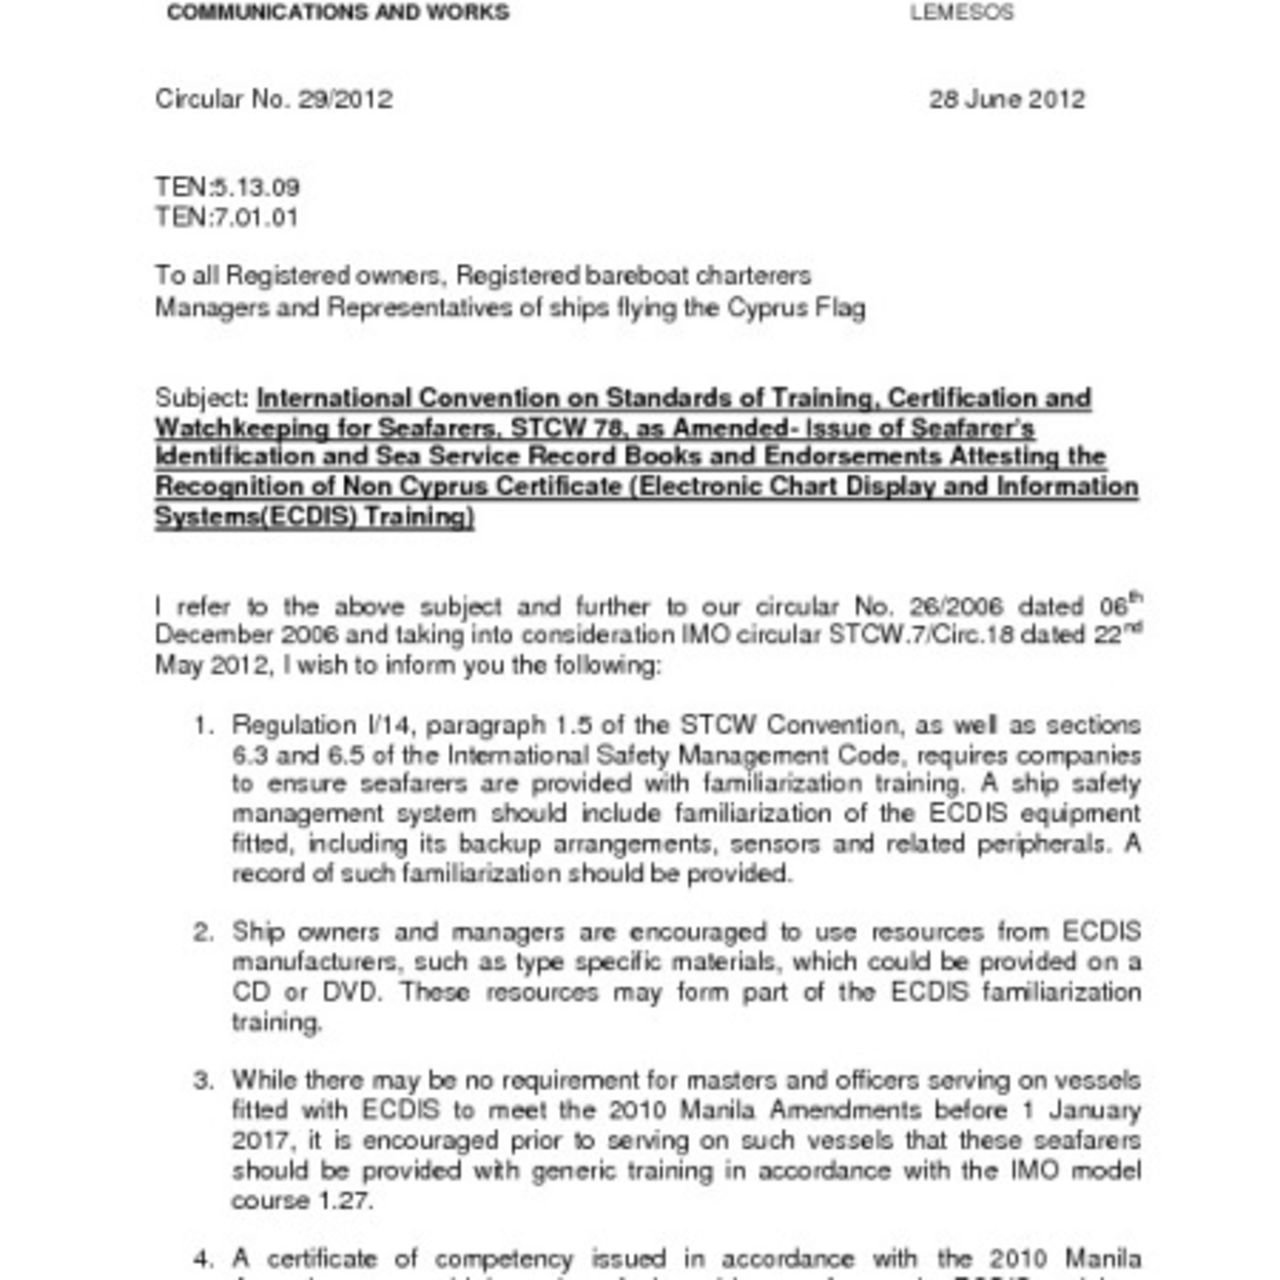 COMMUNICATIONS AND WORKS LEMESOS
Circular No. 29/2012 28 June 2012
TEN:5.13.09
TEN:7.01.01
To all Registered owners, Registered bareboat charterers
Managers and Representatives of ships flying the Cyprus Flag
Subject: International Convention on Standards of Training, Certification and
Watchkeeping for Seafarers, STCW 78, as Amended- Issue of Seafarer's
Identification and Sea Service Record Books and Endorsements Attesting the
Recognition of Non Cyprus Certificate (Electronic Chart Display and Information
Systems(ECDIS) Training)
I refer to the above subject and further to our circular No. 26/2006 dated 06th
December 2006 and taking into consideration IMO circular STCW.7/Circ.18 dated 22nd
May 2012, I wish to inform you the following:
1. Regulation I/14, paragraph 1.5 of the STCW Convention, as well as sections
6.3 and 6.5 of the International Safety Management Code, requires companies
to ensure seafarers are provided with familiarization training. A ship safety
management system should include familiarization of the ECDIS equipment
fitted, including its backup arrangements, sensors and related peripherals. A
record of such familiarization should be provided.
2. Ship owners and managers are encouraged to use resources from ECDIS
manufacturers, such as type specific materials, which could be provided on a
CD or DVD. These resources may form part of the ECDIS familiarization
training.
3. While there may be no requirement for masters and officers serving on vessels
fitted with ECDIS to meet the 2010 Manila Amendments before 1 January
2017, it is encouraged prior to serving on such vessels that these seafarers
should be provided with generic training in accordance with the IMO model
course 1.27.
4. A certificate of competency issued in accordance with the 2010 Manila